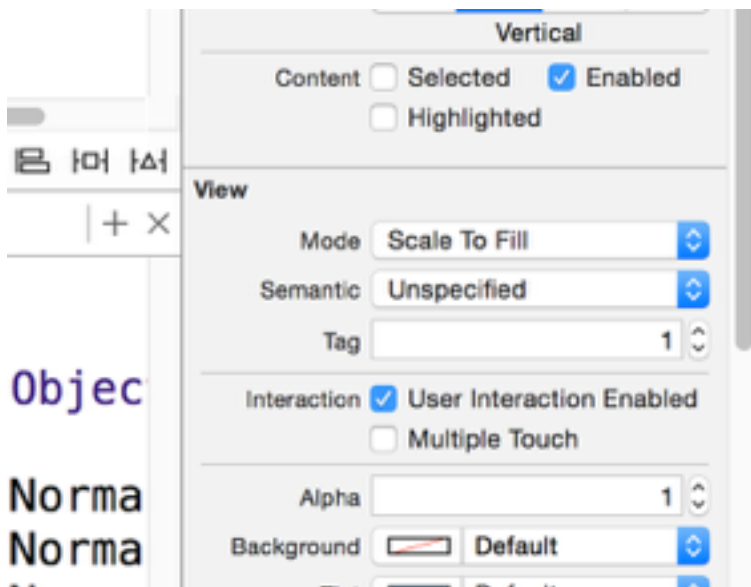 Vertical
Content Selected Enabled
Highlighted
View
Mode Scale To Fill
Semantic Unspecified
Tag 1
Interaction User Interaction Enabled
Multiple Touch
Alpha 1
Background Default
Objec
Norma
Norma